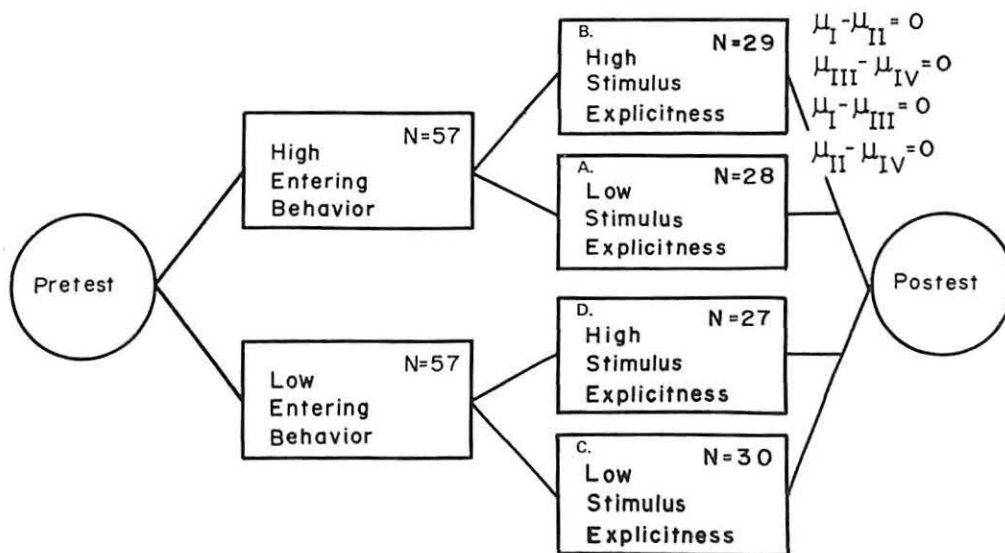 Pretest
N=57
High
Entering
Behavior
N=57
Low
Entering
Behavior
B.
N=29
High
Stimulus
Explicitness
A.
N=28
Low
Stimulus
Explicitness
D.
N=27
High
Stimulus
Explicitness
C.
N=30
Low
Stimulus
Explicitness
μI-μII=0
μIII-μIV=0
μI-μIII=0
μII-μIV=0
Postest